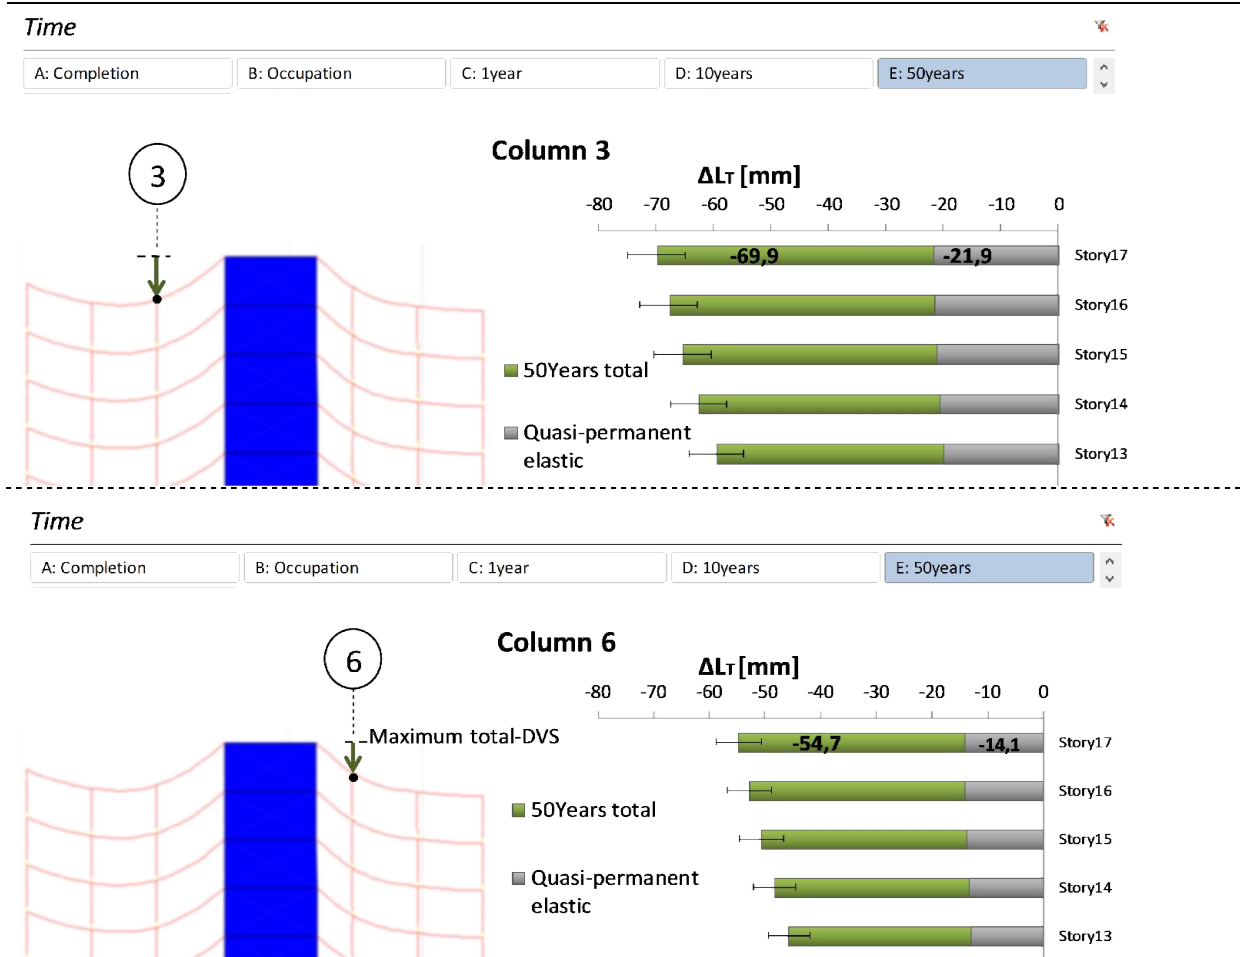 Time
A: Completion
B: Occupation
C: 1year
D: 10years
E: 50years
3
Column 3
ΔLT [mm]
-80 -70 -60 -50 -40 -30 -20 -10 0
-69,9 -21,9 Story17
Story16
Story15
50Years total
Story14
Quasi-permanent
elastic
Story13
Time
A: Completion
B: Occupation
C: 1year
D: 10years
E: 50years
6
Column 6
ΔLT [mm]
-80 -70 -60 -50 -40 -30 -20 -10 0
Maximum total-DVS
-54,7 -14,1 Story17
Story16
50Years total
Story15
Quasi-permanent
elastic
Story14
Story13